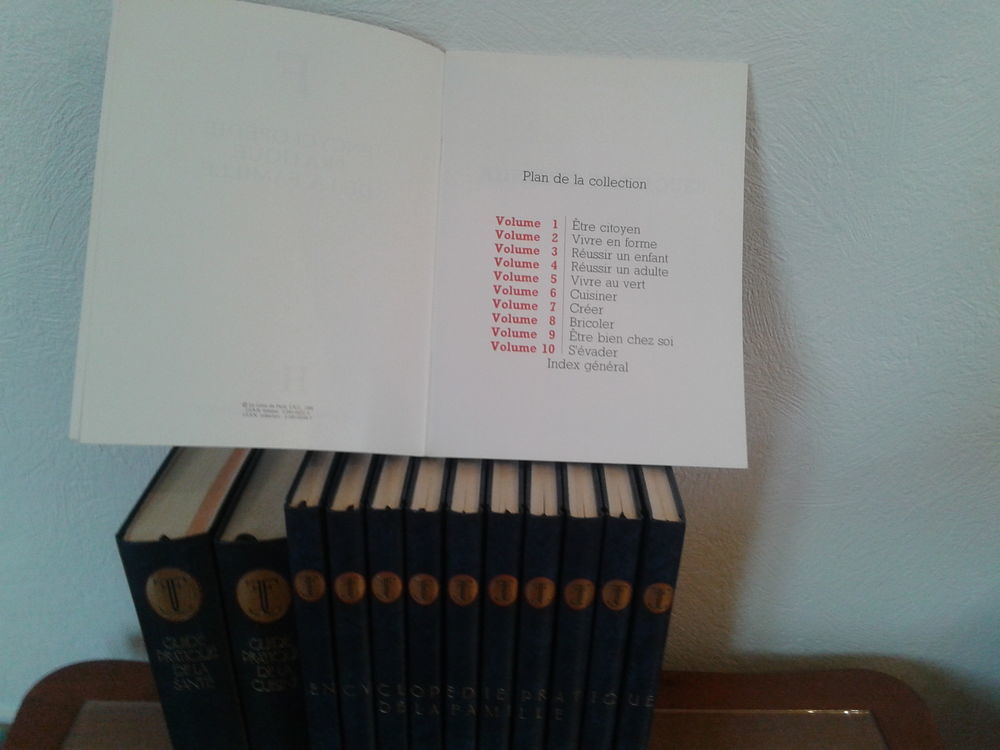 Plan de la collection
Volume 1 Être citoyen
Volume 2 Vivre en forme
Volume 3 Réussir un enfant
Volume 4 Réussir un adulte
Volume 5 Vivre au vert
Volume 6 Cuisiner
Volume 7 Créer
Volume 8 Bricoler
Volume 9 Être bien chez soi
Volume 10 S'évader
Index général
GUIDE
PRATIQUE
DE LA
SANTÉ
GUIDE
PRATIQUE
DE LA
ENCYCLOPEDIE PRATIQUE
DE LA FAMILLE